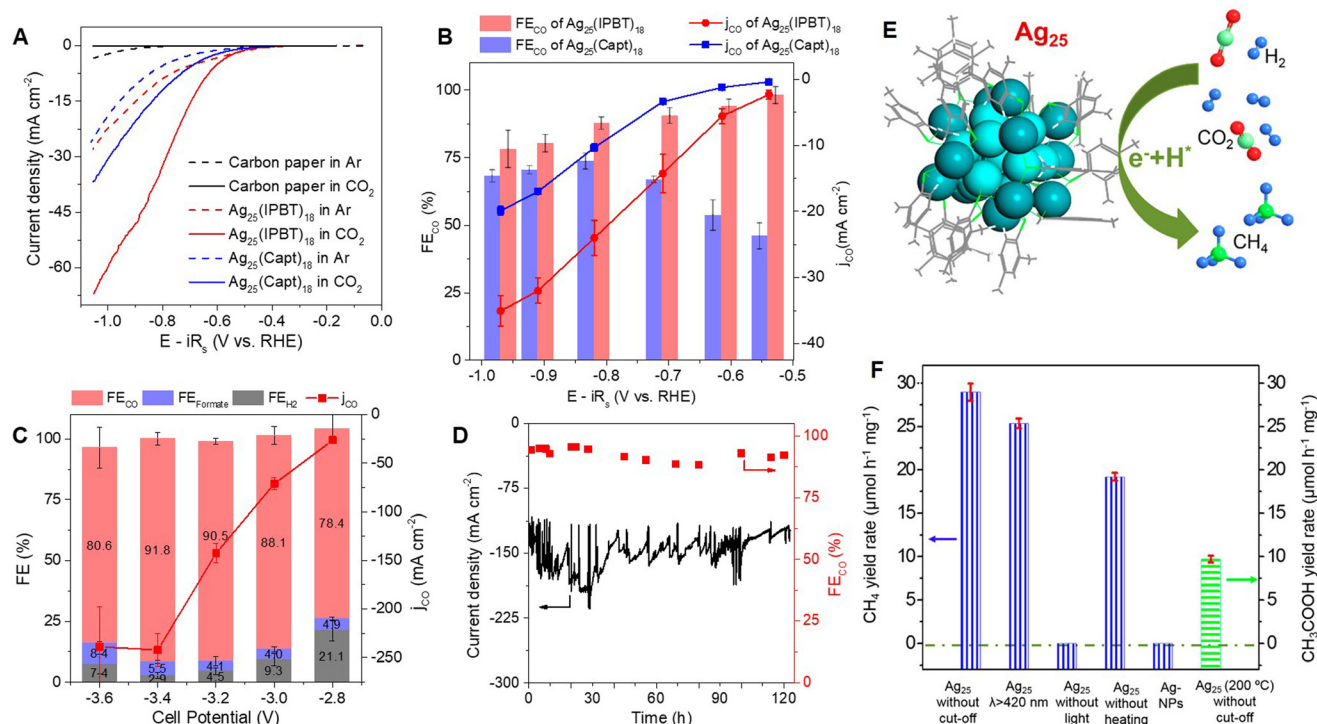 A
Current density (mA cm-2)
0
-15
-30
-45
-60
Carbon paper in Ar
Carbon paper in CO2
Ag25(IPBT)18 in Ar
Ag25(IPBT)18 in CO2
Ag25(Capt)18 in Ar
Ag25(Capt)18 in CO2
-1.0 -0.8 -0.6 -0.4 -0.2 0.0
E - iRs (V vs. RHE)
B
FECO of Ag25(IPBT)18 jCO of Ag25(IPBT)18
FECO of Ag25(Capt)18 jCO of Ag25(Capt)18
FECO (%)
100
75
50
25
0
0
-10
-20
-30
-40
jCO(mA cm-2)
-1.0 -0.9 -0.8 -0.7 -0.6 -0.5
E - iRs (V vs. RHE)
E
Ag25
H2
CO2
e-+H*
CH4
C
FECO FEFormate FEH2 jCO
FE (%)
100
75
50
25
0
80.6 91.8 90.5 88.1 78.4
8.4 5.5 4.1 4.0 4.9
7.4 2.9 4.5 9.3 21.1
0
-50
-100
-150
-200
-250
jCO (mA cm-2)
-3.6 -3.4 -3.2 -3.0 -2.8
Cell Potential (V)
D
Current density (mA cm-2)
0
-75
-150
-225
-300
100
75
50
25
0
FECO (%)
0 30 60 90 120
Time (h)
F
CH4 yield rate (μmol h-1 mg-1)
30
25
20
15
10
5
0
30
25
20
15
10
5
0
CH3COOH yield rate (μmol h-1 mg-1)
Ag25 without cut-off
Ag25 λ>420 nm
Ag25 without light
Ag25 without heating
Ag-NPs
Ag25 (200 ºC) without cut-off